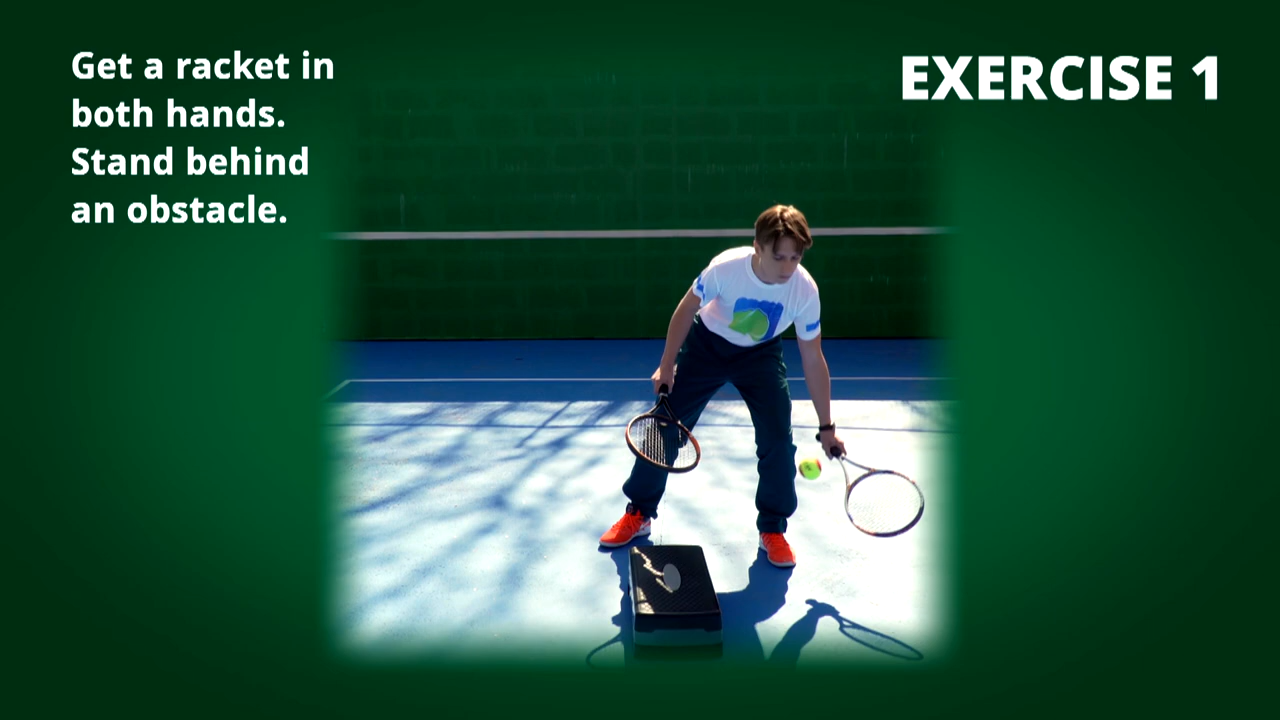 Get a racket in
both hands.
Stand behind
an obstacle.
EXERCISE 1